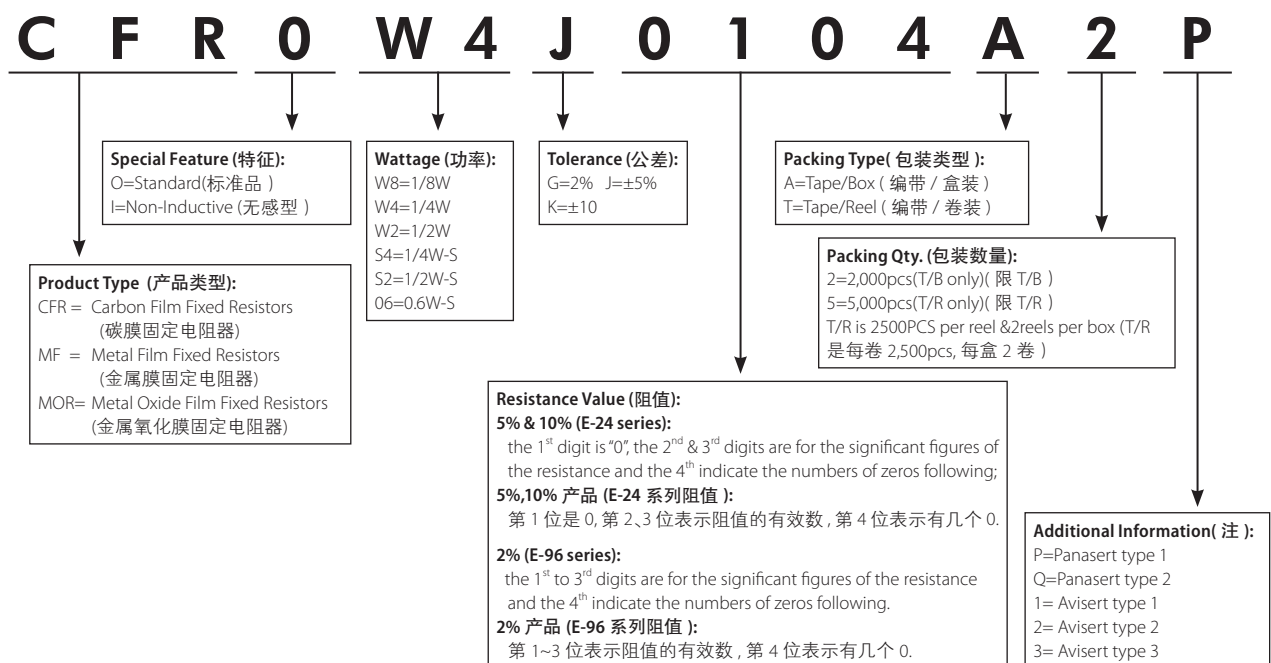 C F R 0 W 4 J 0 1 0 4 A 2 P
Special Feature (特征):
O=Standard(标准品 )
I=Non-Inductive (无感型 )
Wattage (功率):
W8=1/8W
W4=1/4W
W2=1/2W
S4=1/4W-S
S2=1/2W-S
06=0.6W-S
Tolerance (公差):
G=2% J=±5%
K=±10
Packing Type( 包装类型 ):
A=Tape/Box ( 编带 / 盒装 )
T=Tape/Reel ( 编带 / 卷装 )
Packing Qty. (包装数量):
2=2,000pcs(T/B only)( 限 T/B )
5=5,000pcs(T/R only)( 限 T/R )
T/R is 2500PCS per reel &2reels per box (T/R
是每卷 2,500pcs, 每盒 2 卷 )
Product Type (产品类型):
CFR = Carbon Film Fixed Resistors
(碳膜固定电阻器)
MF = Metal Film Fixed Resistors
(金属膜固定电阻器)
MOR= Metal Oxide Film Fixed Resistors
(金属氧化膜固定电阻器)
Resistance Value (阻值):
5% & 10% (E-24 series):
the 1st digit is "0", the 2nd & 3rd digits are for the significant figures of
the resistance and the 4th indicate the numbers of zeros following;
5%,10% 产品 (E-24 系列阻值 ):
第 1 位是 0, 第 2、3 位表示阻值的有效数 , 第 4 位表示有几个 0.
2% (E-96 series):
the 1st to 3rd digits are for the significant figures of the resistance
and the 4th indicate the numbers of zeros following.
2% 产品 (E-96 系列阻值 ):
第 1~3 位表示阻值的有效数 , 第 4 位表示有几个 0.
Additional Information( 注 ):
P=Panasert type 1
Q=Panasert type 2
1= Avisert type 1
2= Avisert type 2
3= Avisert type 3